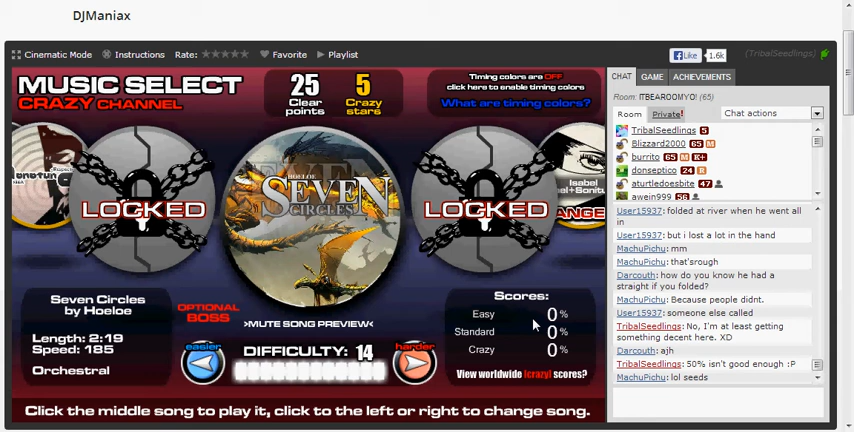 DJManiax
Cinematic Mode
Instructions
Rate:
Favorite
Playlist
Like
1.6k
(TribalSeedlings)
MUSIC SELECT
CRAZY CHANNEL
25
Clear
points
5
Crazy
stars
Timing colors are OFF
click here to enable timing colors
What are timing colors?
LOCKED
HOELOE
SEVEN
CIRCLES
LOCKED
Isabel
ANGE
Seven Circles
by Hoeloe
Length: 2:19
Speed: 185
Orchestral
OPTIONAL
BOSS
>MUTE SONG PREVIEW<
easier
DIFFICULTY: 14
harder
Scores:
Easy 0 %
Standard 0 %
Crazy 0 %
View worldwide (crazy) scores?
Click the middle song to play it, click to the left or right to change song.
CHAT
GAME
ACHIEVEMENTS
Room: ITBEAROOMYO! (65)
Room
Private!
Chat actions
TribalSeedlings 5
Blizzard2000 65 M
burrito 65 M K+
donseptico 24 R
aturtledoesbite 47
awein999 56
User15937: folded at river when he went all
in
User15937: but i lost a lot in the hand
MachuPichu: mm
MachuPichu: that'srough
Darcouth: how do you know he had a
straight if you folded?
MachuPichu: Because people didnt.
User15937: someone else called
TribalSeedlings: No, I'm at least getting
something decent here. XD
Darcouth: ajh
TribalSeedlings: 50% isn't good enough :P
MachuPichu: lol seeds